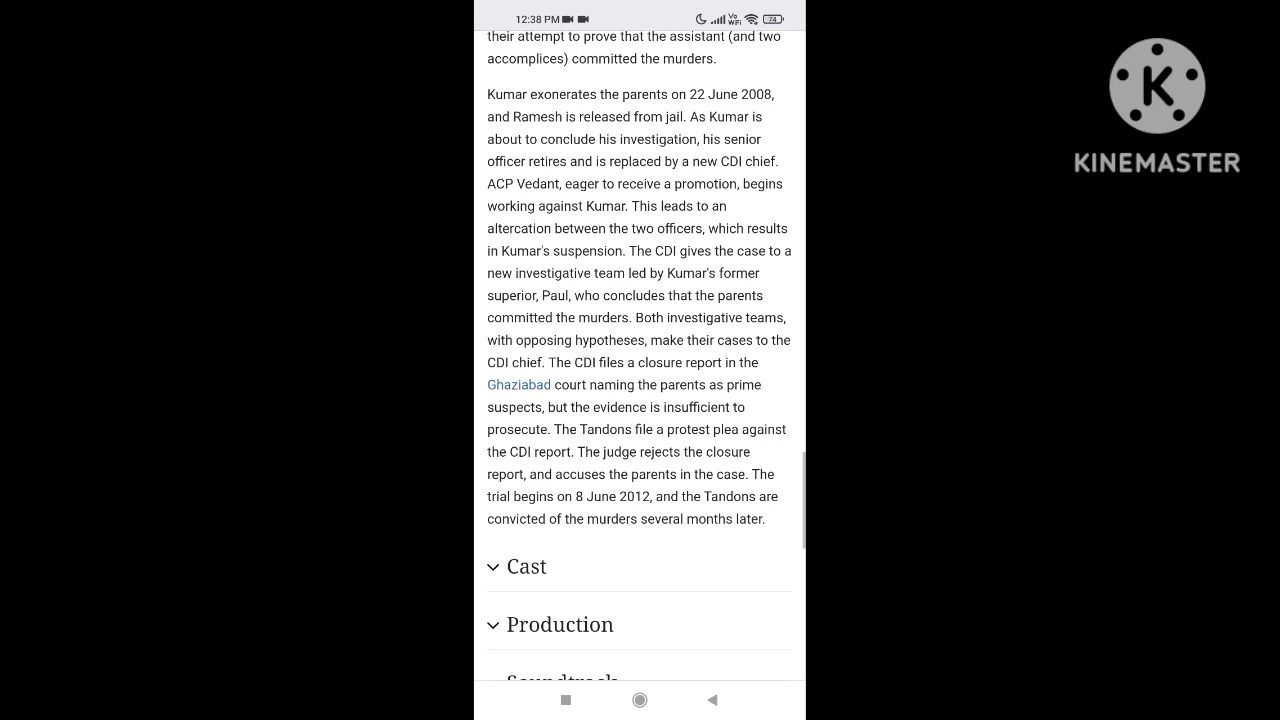 12:38 PM
Vo
WiFi
74
their attempt to prove that the assistant (and two
accomplices) committed the murders.
Kumar exonerates the parents on 22 June 2008,
and Ramesh is released from jail. As Kumar is
about to conclude his investigation, his senior
officer retires and is replaced by a new CDI chief.
ACP Vedant, eager to receive a promotion, begins
working against Kumar. This leads to an
altercation between the two officers, which results
in Kumar's suspension. The CDI gives the case to a
new investigative team led by Kumar's former
superior, Paul, who concludes that the parents
committed the murders. Both investigative teams,
with opposing hypotheses, make their cases to the
CDI chief. The CDI files a closure report in the
Ghaziabad court naming the parents as prime
suspects, but the evidence is insufficient to
prosecute. The Tandons file a protest plea against
the CDI report. The judge rejects the closure
report, and accuses the parents in the case. The
trial begins on 8 June 2012, and the Tandons are
convicted of the murders several months later.
Cast
Production
Soundtrack
K
KINEMASTER